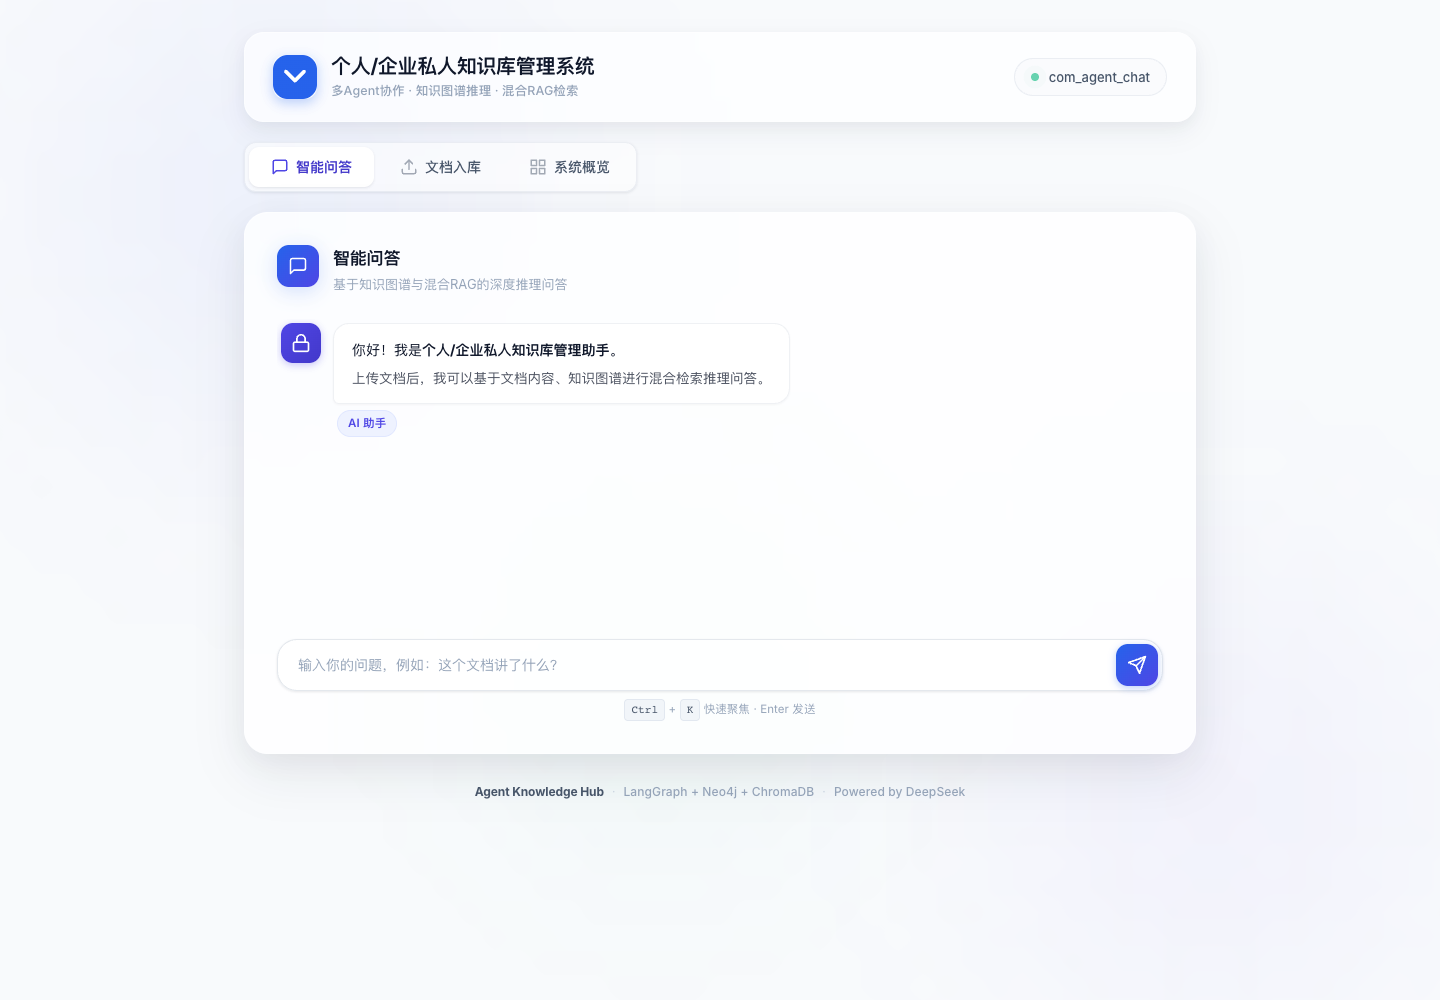 个人/企业私人知识库管理系统
多Agent协作 · 知识图谱推理 · 混合RAG检索
com_agent_chat
智能问答
文档入库
系统概览
智能问答
基于知识图谱与混合RAG的深度推理问答
你好！我是个人/企业私人知识库管理助手。
上传文档后，我可以基于文档内容、知识图谱进行混合检索推理问答。
AI 助手
输入你的问题，例如：这个文档讲了什么？
Ctrl + K 快速聚焦 · Enter 发送
Agent Knowledge Hub · LangGraph + Neo4j + ChromaDB · Powered by DeepSeek